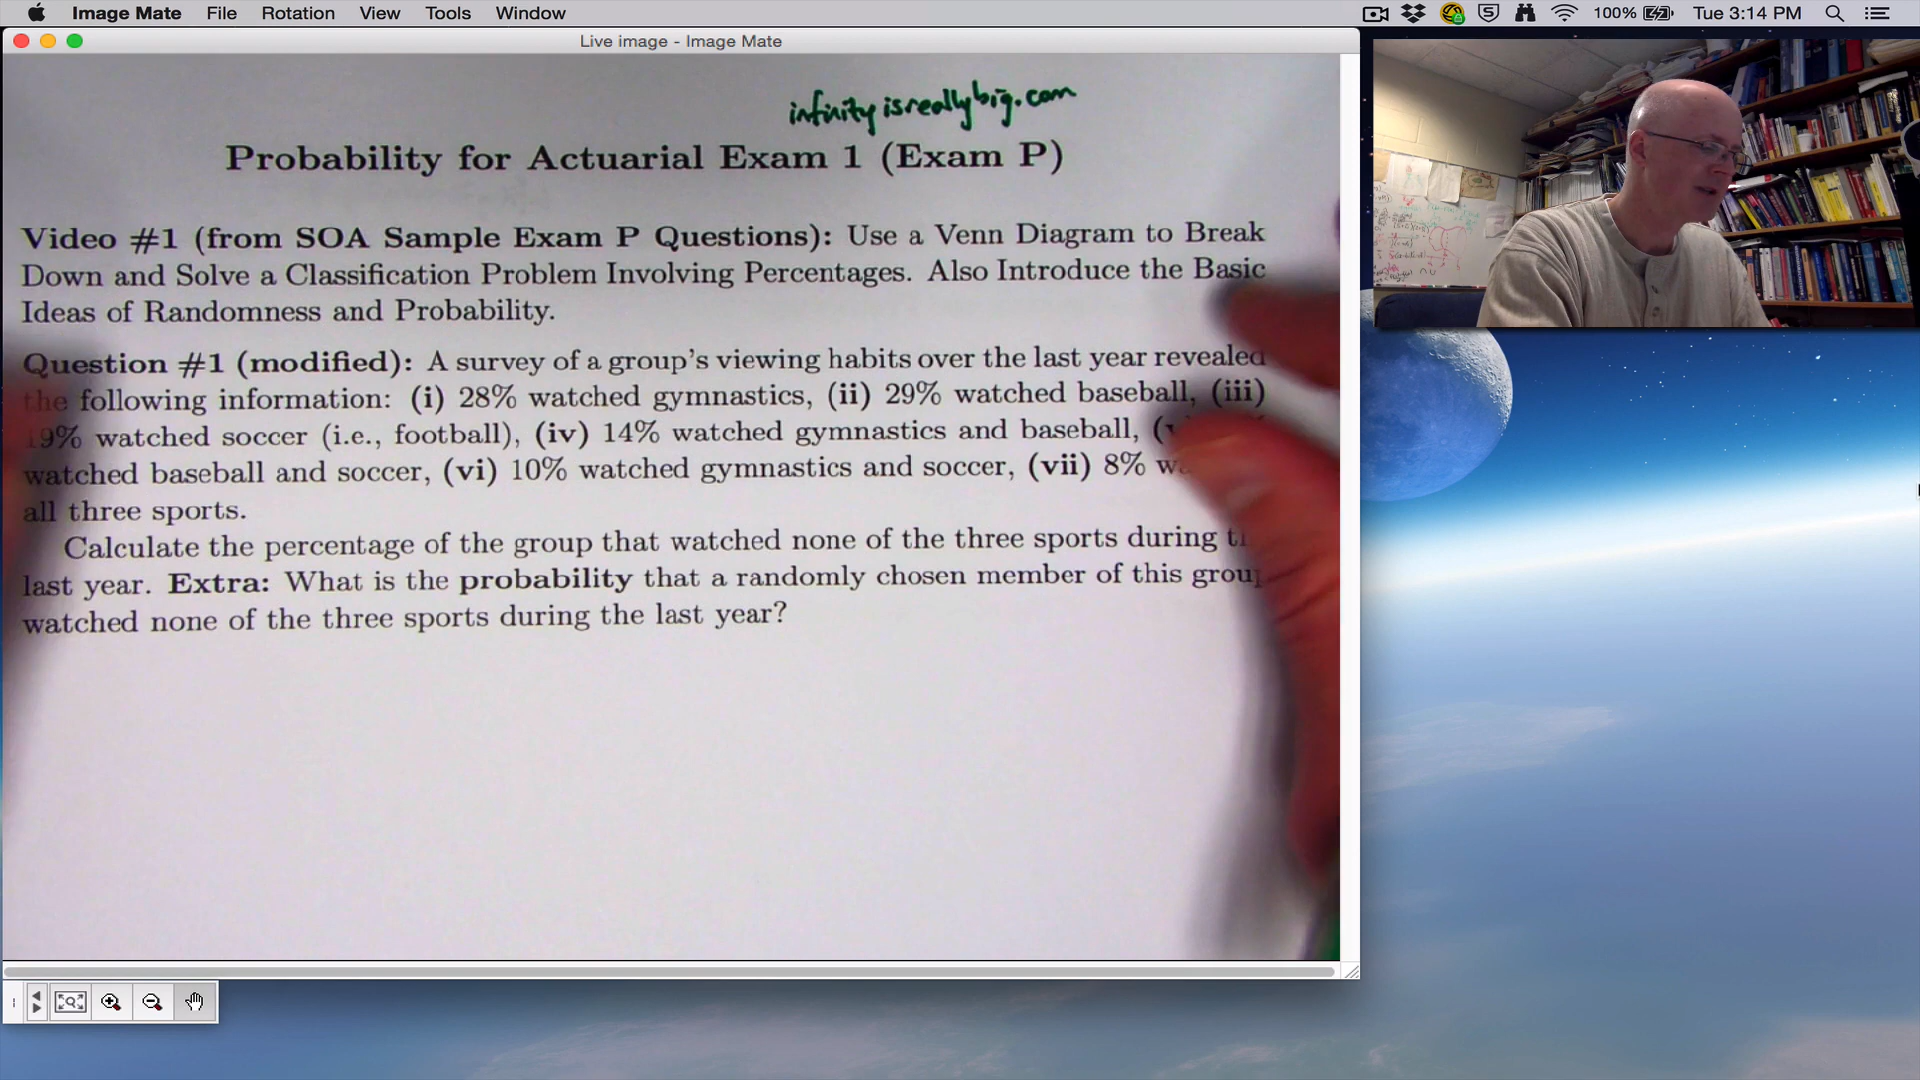 Image Mate File Rotation View Tools Window 100% Tue 3:14 PM
Live image - Image Mate
infinityisreallybig.com
Probability for Actuarial Exam 1 (Exam P)
Video #1 (from SOA Sample Exam P Questions): Use a Venn Diagram to Break
Down and Solve a Classification Problem Involving Percentages. Also Introduce the Basic
Ideas of Randomness and Probability.
Question #1 (modified): A survey of a group's viewing habits over the last year revealed
the following information: (i) 28% watched gymnastics, (ii) 29% watched baseball, (iii)
19% watched soccer (i.e., football), (iv) 14% watched gymnastics and baseball,
watched baseball and soccer, (vi) 10% watched gymnastics and soccer, (vii) 8%
all three sports.
Calculate the percentage of the group that watched none of the three sports during
last year. Extra: What is the probability that a randomly chosen member of this group
watched none of the three sports during the last year?